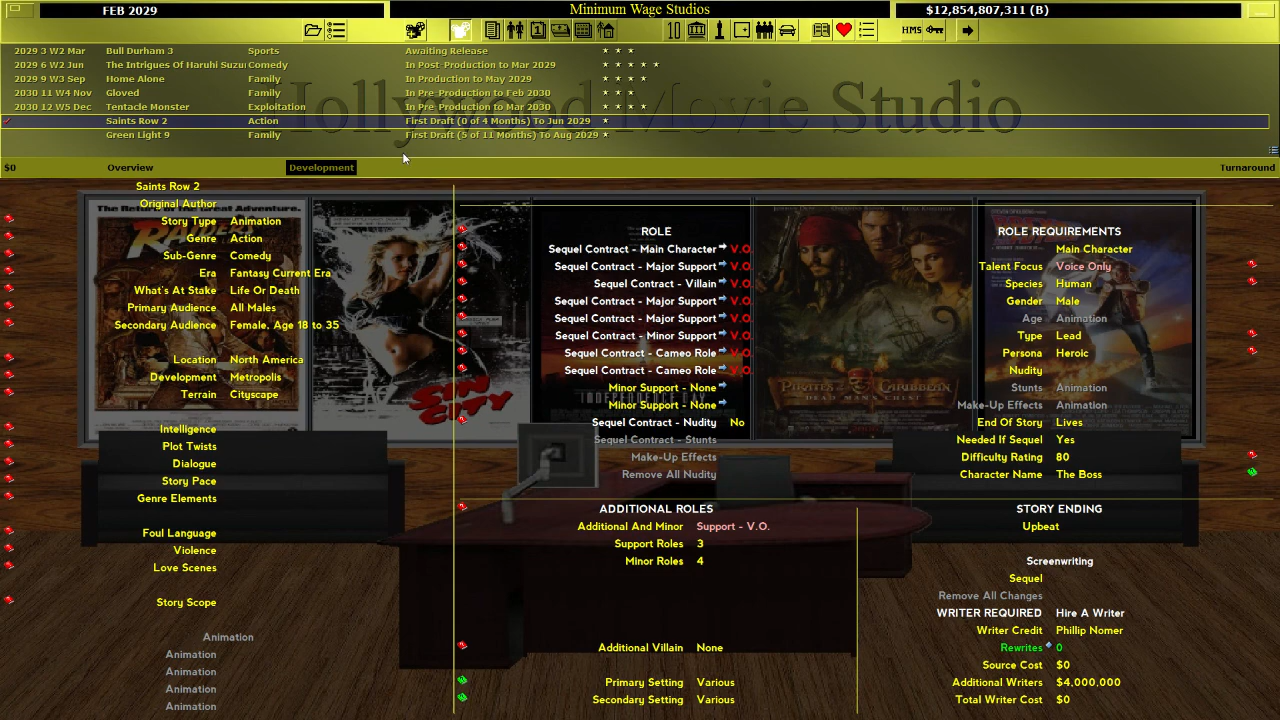 FEB 2029
Minimum Wage Studios
$12,854,807,311 (B)
HMS
2029 3 W2 Mar Bull Durham 3 Sports Awaiting Release
2029 6 W2 Jun The Intrigues Of Haruhi Suzu Comedy In Post-Production to Mar 2029
2029 9 W3 Sep Home Alone Family In Production to May 2029
2030 11 W4 Nov Gloved Family In Pre-Production to Feb 2030
2030 12 W5 Dec Tentacle Monster Exploitation In Pre-Production to Mar 2030
Saints Row 2 Action First Draft (0 of 4 Months) To Jun 2029
Green Light 9 Family First Draft (5 of 11 Months) To Aug 2029
Hollywood Movie Studio
$0 Overview Development Turnaround
Saints Row 2
Original Author
Story Type Animation
Genre Action
Sub-Genre Comedy
Era Fantasy Current Era
What's At Stake Life Or Death
Primary Audience All Males
Secondary Audience Female, Age 18 to 35
Location North America
Development Metropolis
Terrain Cityscape
Intelligence
Plot Twists
Dialogue
Story Pace
Genre Elements
Foul Language
Violence
Love Scenes
Story Scope
Animation
Animation
Animation
Animation
Animation
ROLE
Sequel Contract - Main Character V.O.
Sequel Contract - Major Support V.O.
Sequel Contract - Villain V.O.
Sequel Contract - Major Support V.O.
Sequel Contract - Major Support V.O.
Sequel Contract - Minor Support V.O.
Sequel Contract - Cameo Role V.O.
Sequel Contract - Cameo Role V.O.
Minor Support - None
Minor Support - None
Sequel Contract - Nudity No
Sequel Contract - Stunts
Make-Up Effects
Remove All Nudity
ADDITIONAL ROLES
Additional And Minor Support - V.O.
Support Roles 3
Minor Roles 4
Additional Villain None
Primary Setting Various
Secondary Setting Various
ROLE REQUIREMENTS
Main Character
Talent Focus Voice Only
Species Human
Gender Male
Age Animation
Type Lead
Persona Heroic
Nudity
Stunts Animation
Make-Up Effects Animation
End Of Story Lives
Needed If Sequel Yes
Difficulty Rating 80
Character Name The Boss
STORY ENDING
Upbeat
Screenwriting
Sequel
Remove All Changes
WRITER REQUIRED Hire A Writer
Writer Credit Phillip Nomer
Rewrites 0
Source Cost $0
Additional Writers $4,000,000
Total Writer Cost $0
SIN CITY
PIRATES OF THE CARIBBEAN
DEAD MAN'S CHEST